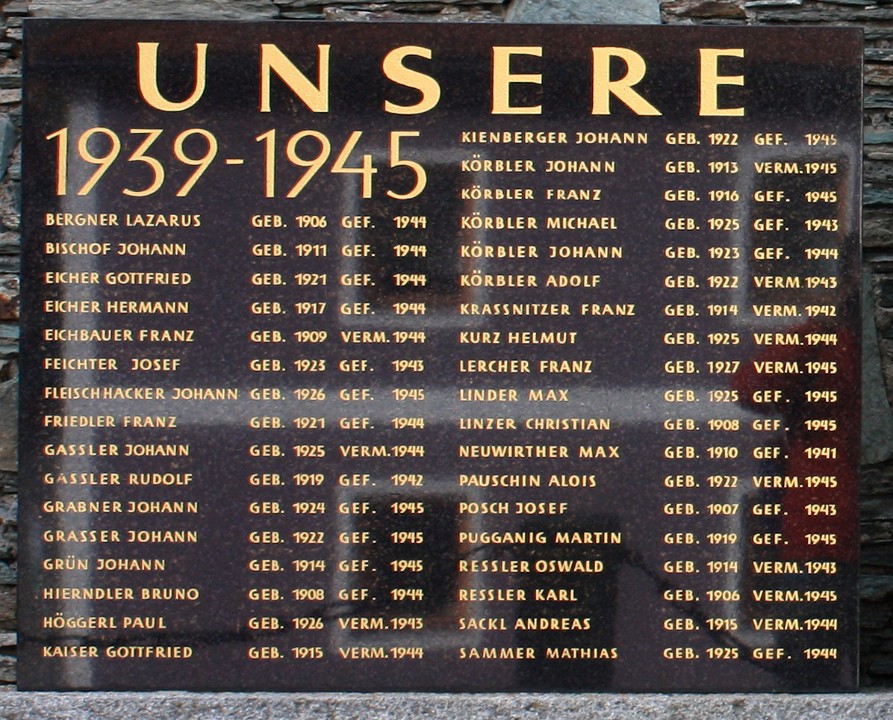 UNSERE
1939-1945
BERGNER LAZARUS GEB. 1906 GEF. 1944
BISCHOF JOHANN GEB. 1911 GEF. 1944
EICHER GOTTFRIED GEB. 1921 GEF. 1944
EICHER HERMANN GEB. 1917 GEF. 1944
EICHBAUER FRANZ GEB. 1909 VERM. 1944
FEICHTER JOSEF GEB. 1923 GEF. 1943
FLEISCHHACKER JOHANN GEB. 1926 GEF. 1945
FRIEDLER FRANZ GEB. 1921 GEF. 1944
GASSLER JOHANN GEB. 1925 VERM. 1944
GASSLER RUDOLF GEB. 1919 GEF. 1942
GRABNER JOHANN GEB. 1924 GEF. 1945
GRASSER JOHANN GEB. 1922 GEF. 1945
GRÜN JOHANN GEB. 1914 GEF. 1945
HIERNDLER BRUNO GEB. 1908 GEF. 1944
HÖGGERL PAUL GEB. 1926 VERM. 1943
KAISER GOTTFRIED GEB. 1915 VERM. 1944
KIENBERGER JOHANN GEB. 1922 GEF. 1945
KÖRBLER JOHANN GEB. 1913 VERM. 1945
KÖRBLER FRANZ GEB. 1916 GEF. 1945
KÖRBLER MICHAEL GEB. 1925 GEF. 1943
KÖRBLER JOHANN GEB. 1923 GEF. 1944
KÖRBLER ADOLF GEB. 1922 VERM. 1943
KRASSNITZER FRANZ GEB. 1914 VERM. 1942
KURZ HELMUT GEB. 1925 VERM. 1944
LERCHER FRANZ GEB. 1927 VERM. 1945
LINDER MAX GEB. 1925 GEF. 1945
LINZER CHRISTIAN GEB. 1908 GEF. 1945
NEUWIRTHER MAX GEB. 1910 GEF. 1941
PAUSCHIN ALOIS GEB. 1922 VERM. 1945
POSCH JOSEF GEB. 1907 GEF. 1943
PUGGANIG MARTIN GEB. 1919 GEF. 1945
RESSLER OSWALD GEB. 1914 VERM. 1943
RESSLER KARL GEB. 1906 VERM. 1945
SACKL ANDREAS GEB. 1915 VERM. 1944
SAMMER MATHIAS GEB. 1925 GEF. 1944